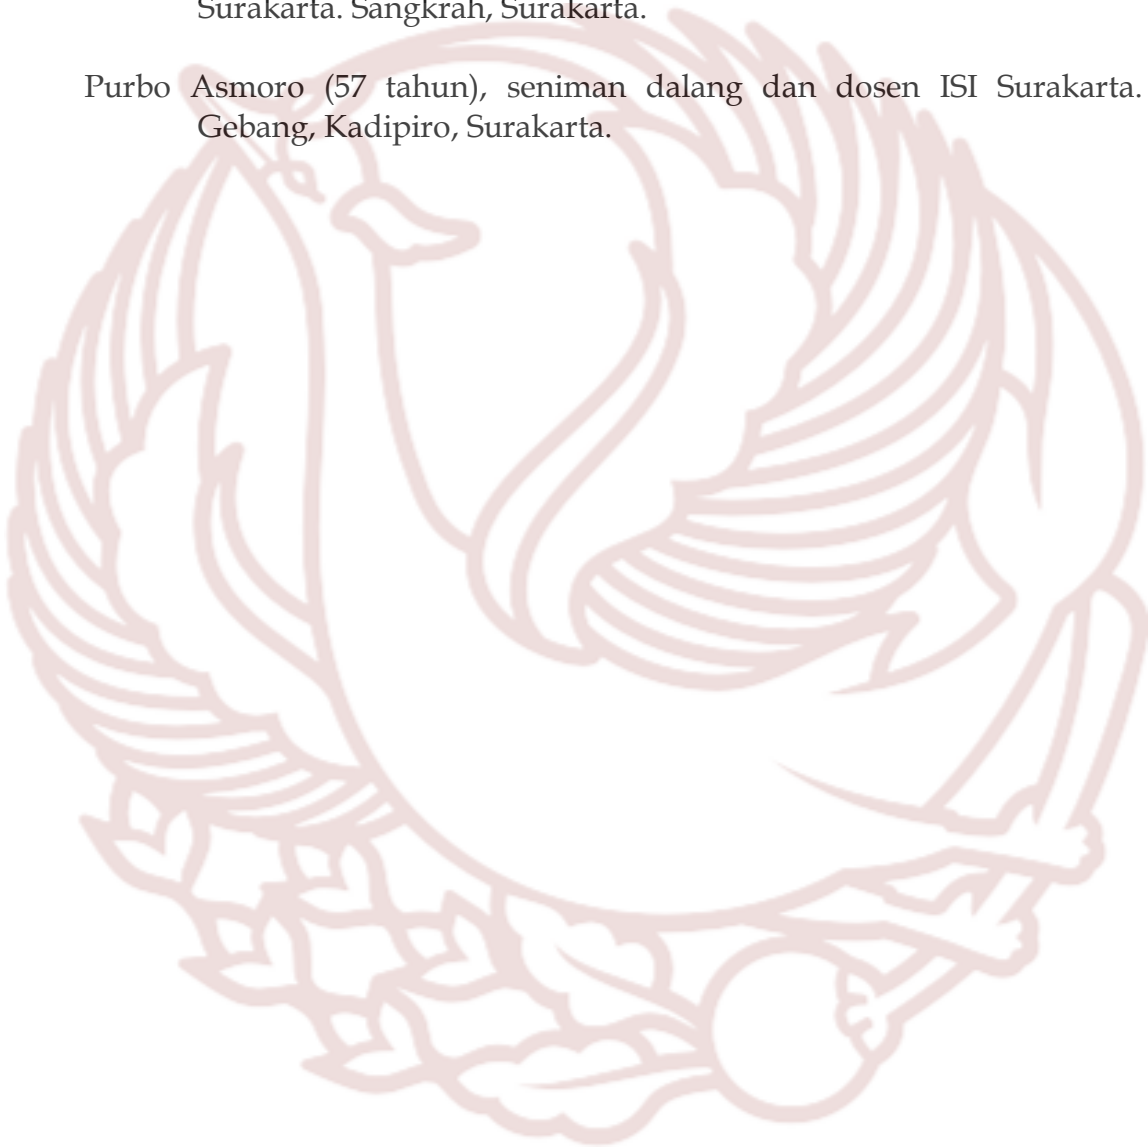 Surakarta. Sangkrah, Surakarta.
Purbo Asmoro (57 tahun), seniman dalang dan dosen ISI Surakarta.
Gebang, Kadipiro, Surakarta.